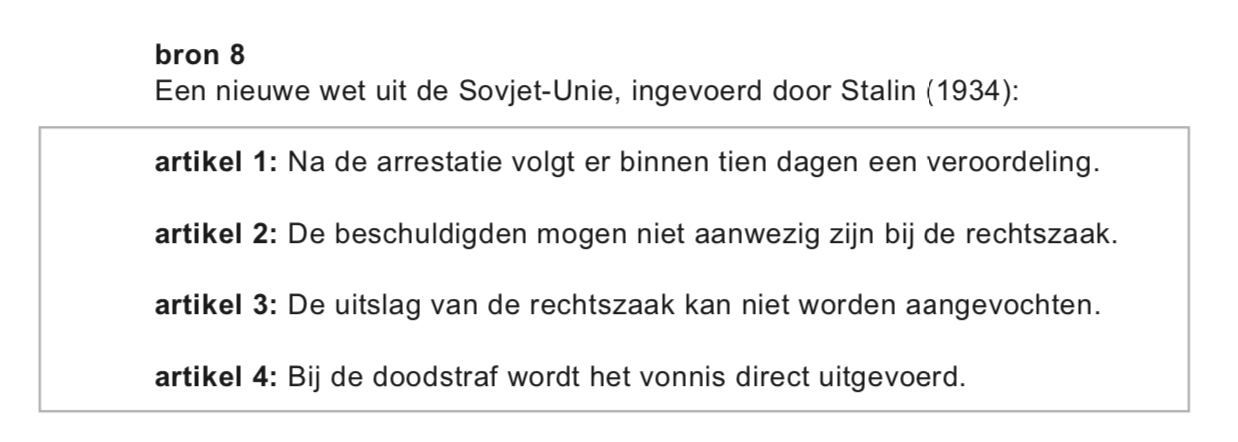 bron 8
Een nieuwe wet uit de Sovjet-Unie, ingevoerd door Stalin (1934):
artikel 1: Na de arrestatie volgt er binnen tien dagen een veroordeling.
artikel 2: De beschuldigden mogen niet aanwezig zijn bij de rechtszaak.
artikel 3: De uitslag van de rechtszaak kan niet worden aangevochten.
artikel 4: Bij de doodstraf wordt het vonnis direct uitgevoerd.